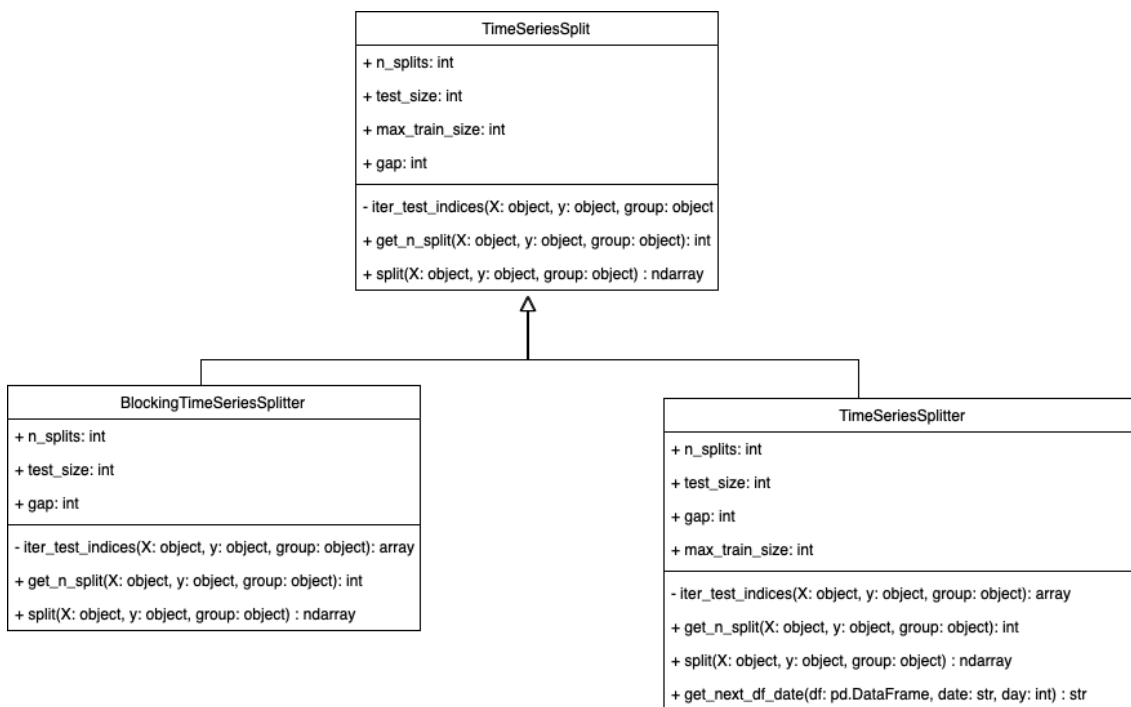 TimeSeriesSplit
+ n_splits: int
+ test_size: int
+ max_train_size: int
+ gap: int
- iter_test_indices(X: object, y: object, group: object
+ get_n_split(X: object, y: object, group: object): int
+ split(X: object, y: object, group: object) : ndarray
BlockingTimeSeriesSplitter
+ n_splits: int
+ test_size: int
+ gap: int
- iter_test_indices(X: object, y: object, group: object): array
+ get_n_split(X: object, y: object, group: object): int
+ split(X: object, y: object, group: object) : ndarray
TimeSeriesSplitter
+ n_splits: int
+ test_size: int
+ gap: int
+ max_train_size: int
- iter_test_indices(X: object, y: object, group: object): array
+ get_n_split(X: object, y: object, group: object): int
+ split(X: object, y: object, group: object) : ndarray
+ get_next_df_date(df: pd.DataFrame, date: str, day: int) : str